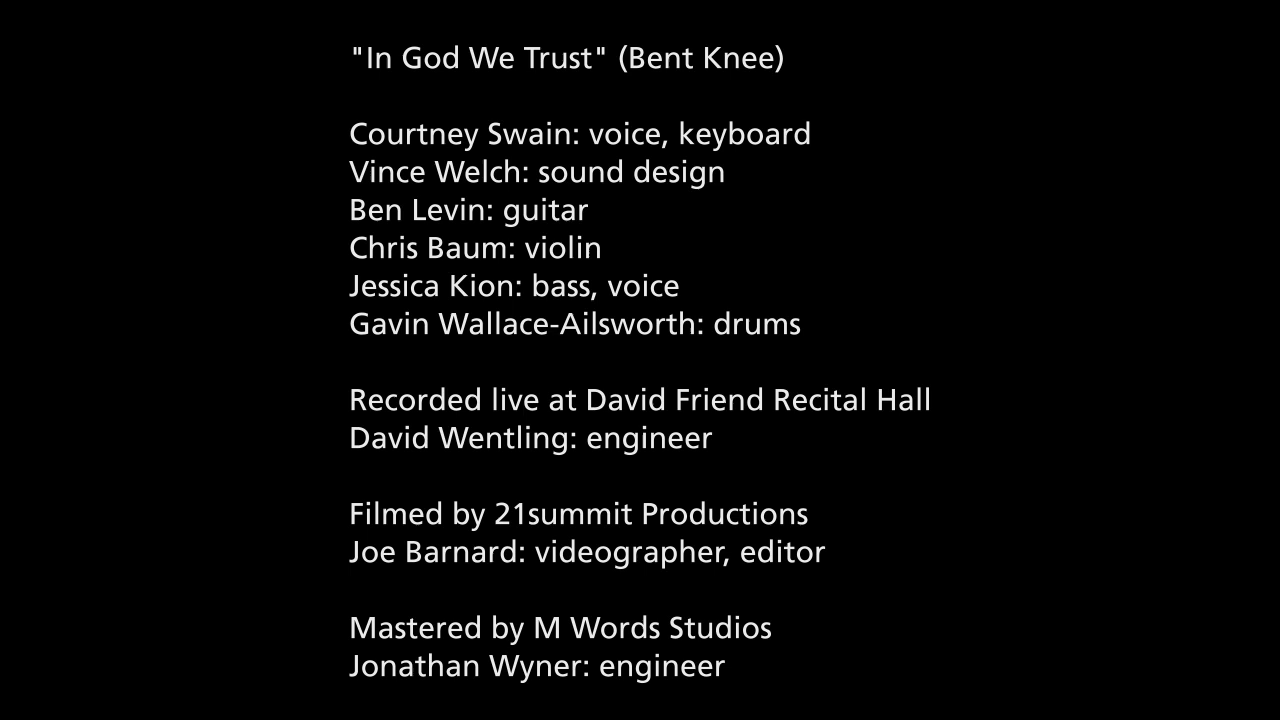 "In God We Trust" (Bent Knee)
Courtney Swain: voice, keyboard
Vince Welch: sound design
Ben Levin: guitar
Chris Baum: violin
Jessica Kion: bass, voice
Gavin Wallace-Ailsworth: drums
Recorded live at David Friend Recital Hall
David Wentling: engineer
Filmed by 21summit Productions
Joe Barnard: videographer, editor
Mastered by M Words Studios
Jonathan Wyner: engineer